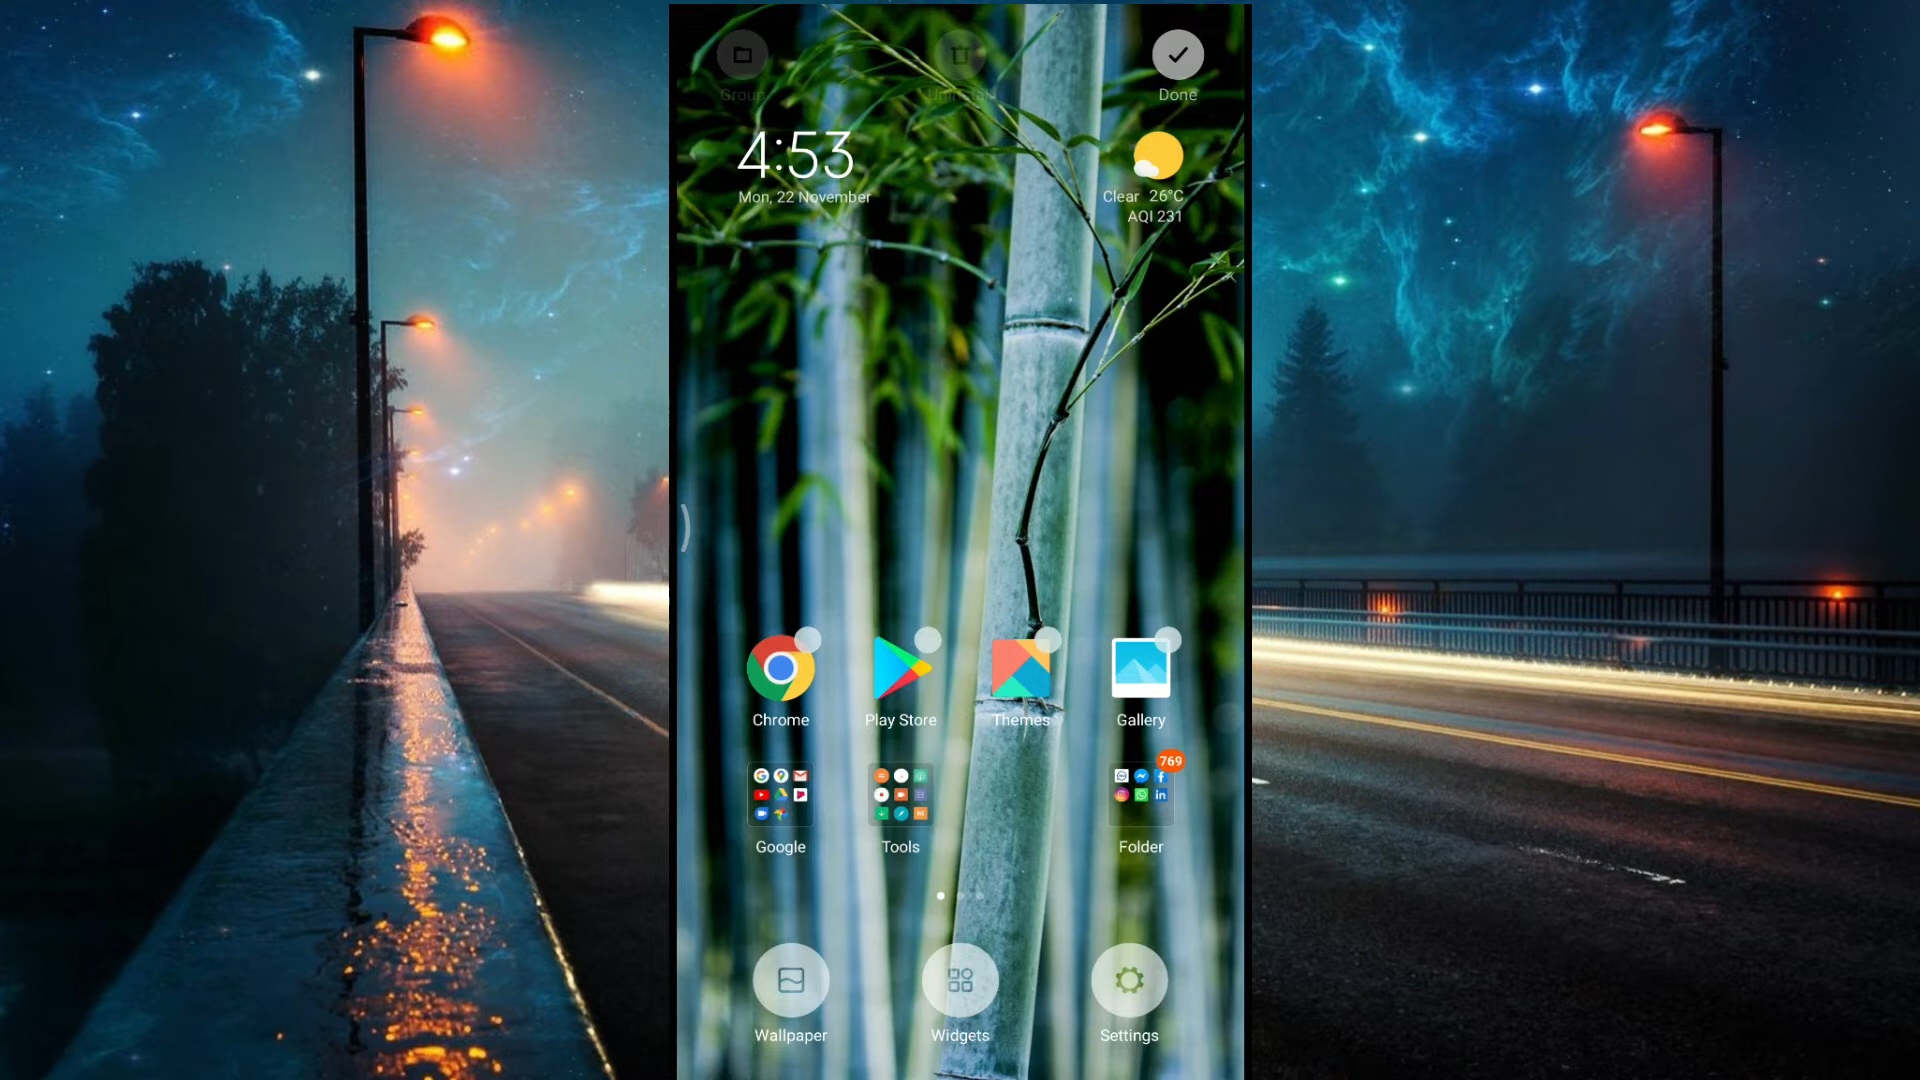 Group
Uninstall
Done
4:53
Mon, 22 November
Clear 26°C
AQI 231
Chrome
Play Store
Themes
Gallery
769
Google
Tools
Folder
Wallpaper
Widgets
Settings